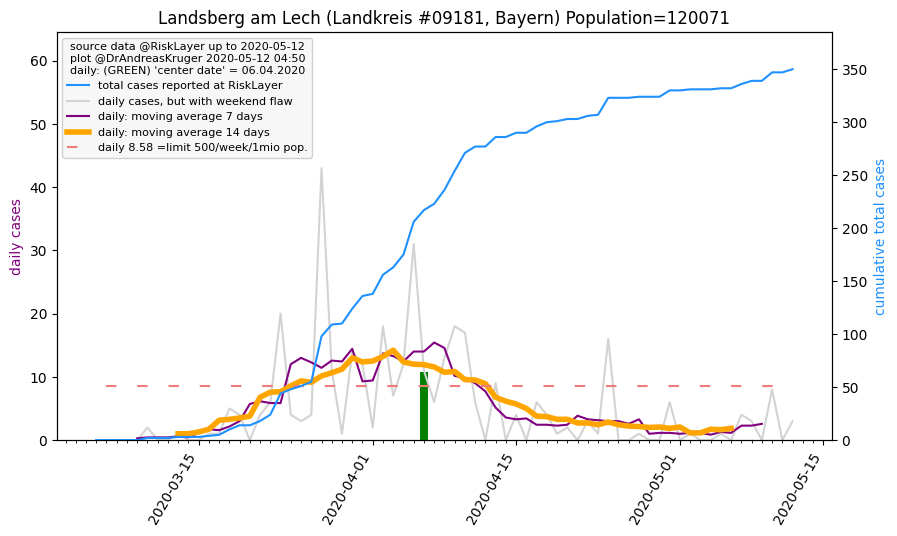 Landsberg am Lech (Landkreis #09181, Bayern) Population=120071
source data @RiskLayer up to 2020-05-12
plot @DrAndreasKruger 2020-05-12 04:50
daily: (GREEN) 'center date' = 06.04.2020
total cases reported at RiskLayer
daily cases, but with weekend flaw
daily: moving average 7 days
daily: moving average 14 days
daily 8.58 =limit 500/week/1mio pop.
daily cases
60
50
40
30
20
10
0
cumulative total cases
350
300
250
200
150
100
50
0
2020-03-15
2020-04-01
2020-04-15
2020-05-01
2020-05-15